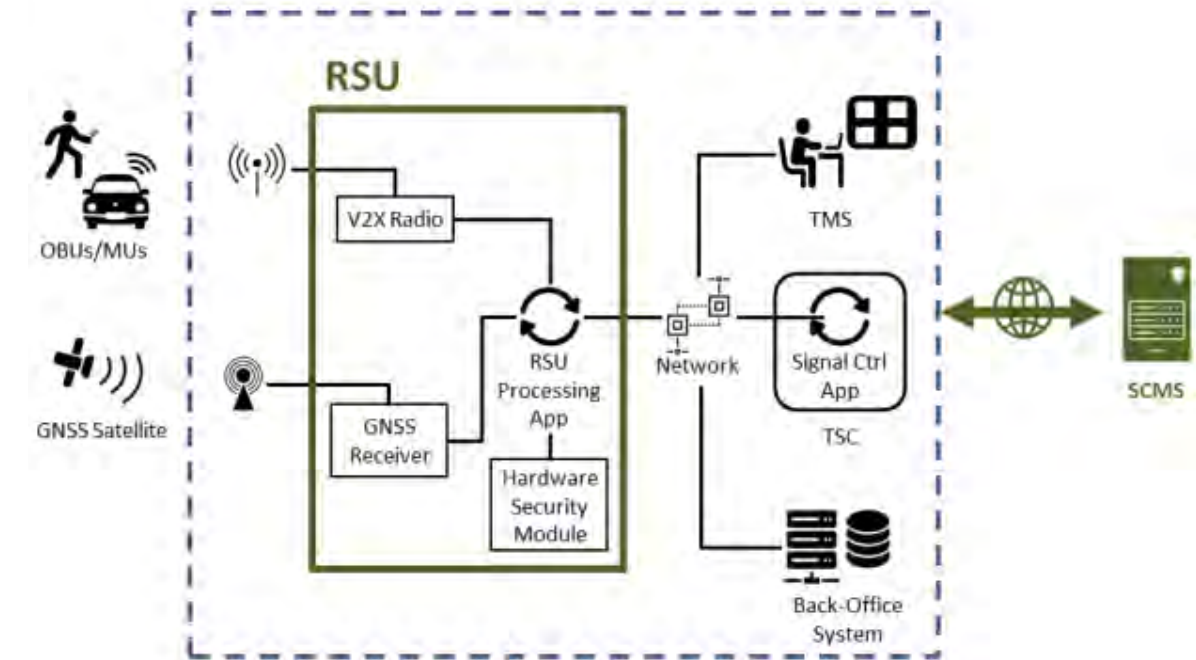 RSU
OBUs/MUs
V2X Radio
TMS
GNSS Satellite
GNSS
Receiver
RSU
Processing
App
Hardware
Security
Module
Network
Signal Ctrl
App
TSC
SCMS
Back-Office
System